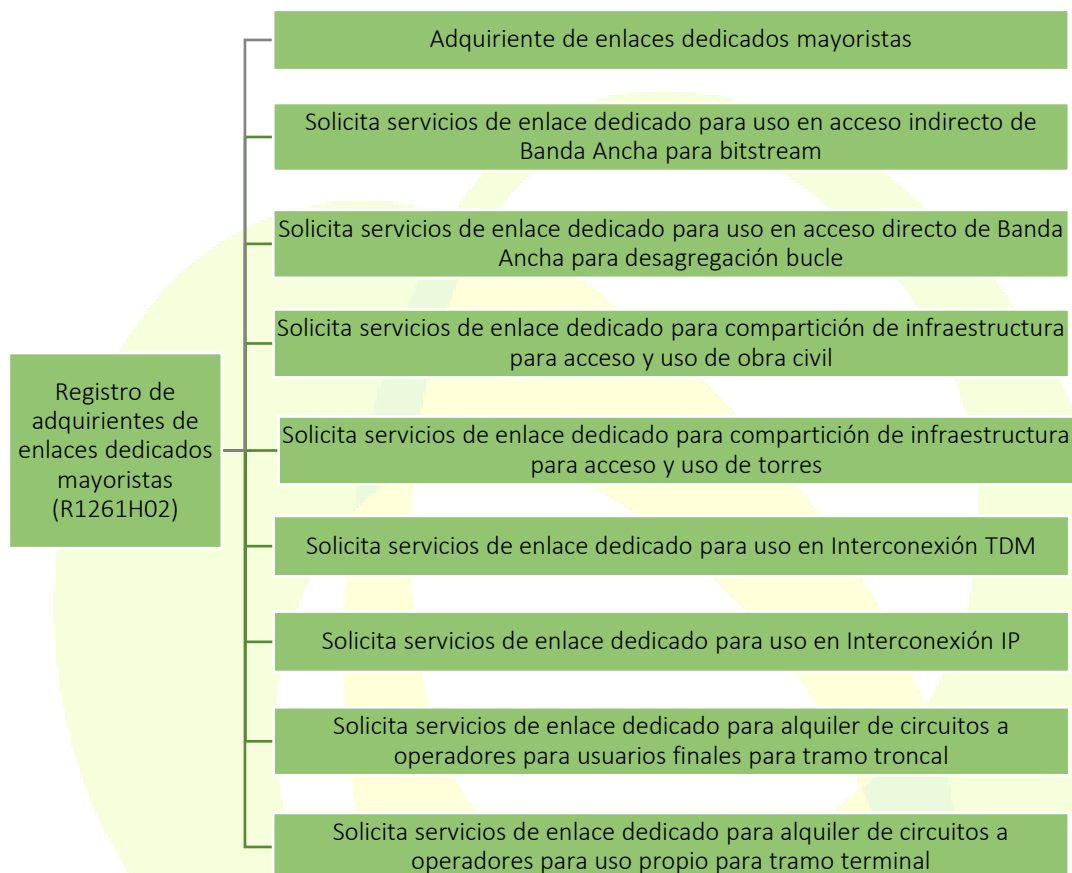 Adquiriente de enlaces dedicados mayoristas
Solicita servicios de enlace dedicado para uso en acceso indirecto de
Banda Ancha para bitstream
Solicita servicios de enlace dedicado para uso en acceso directo de Banda
Ancha para desagregación bucle
Solicita servicios de enlace dedicado para compartición de infraestructura
para acceso y uso de obra civil
Registro de
adquirientes de
enlaces dedicados
mayoristas
(R1261H02)
Solicita servicios de enlace dedicado para compartición de infraestructura
para acceso y uso de torres
Solicita servicios de enlace dedicado para uso en Interconexión TDM
Solicita servicios de enlace dedicado para uso en Interconexión IP
Solicita servicios de enlace dedicado para alquiler de circuitos a
operadores para usuarios finales para tramo troncal
Solicita servicios de enlace dedicado para alquiler de circuitos a
operadores para uso propio para tramo terminal